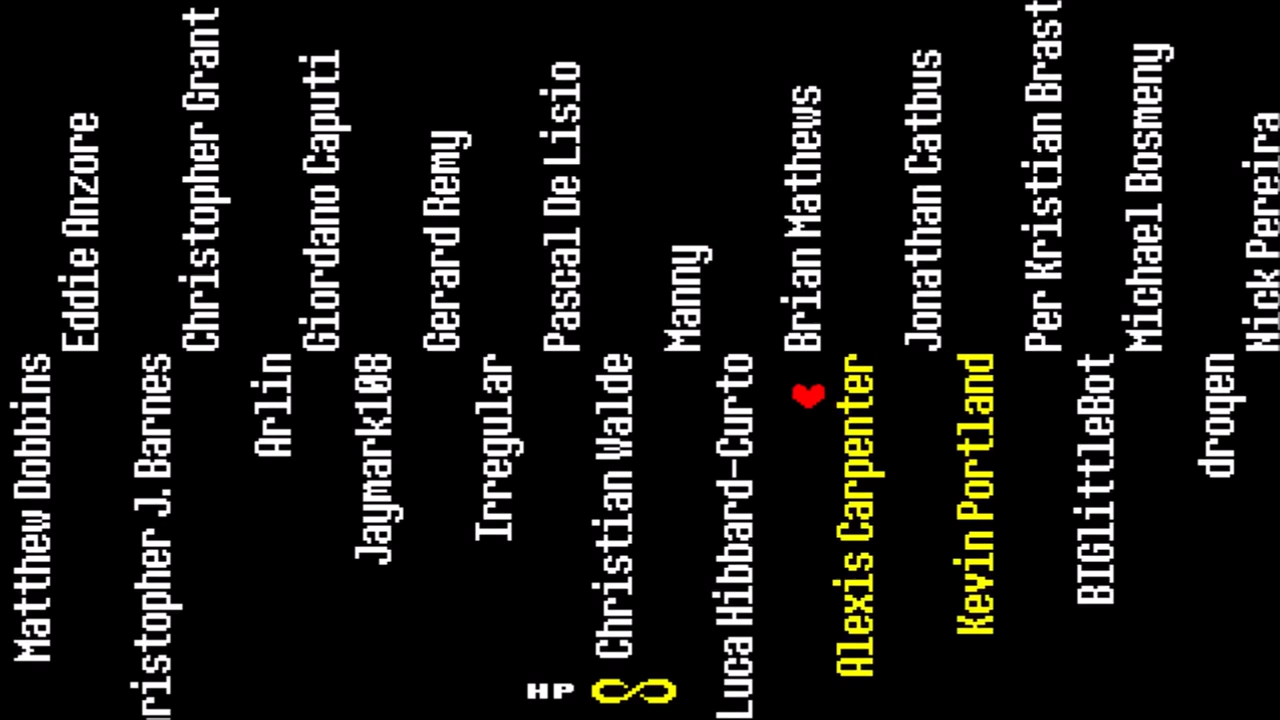 Matthew Dobbins
Eddie Anzore
ristopher J. Barnes
Christopher Grant
Arlin
Giordano Caputi
Jaymark108
Gerard Remy
Irregular
Pascal De Lisio
Christian Walde
Manny
Luca Hibbard-Curto
Brian Mathews
Alexis Carpenter
Jonathan Catbus
Kevin Portland
Per Kristian Brast
BIGlittleBot
Michael Bosmeny
droqen
Nick Pereira
HP ∞